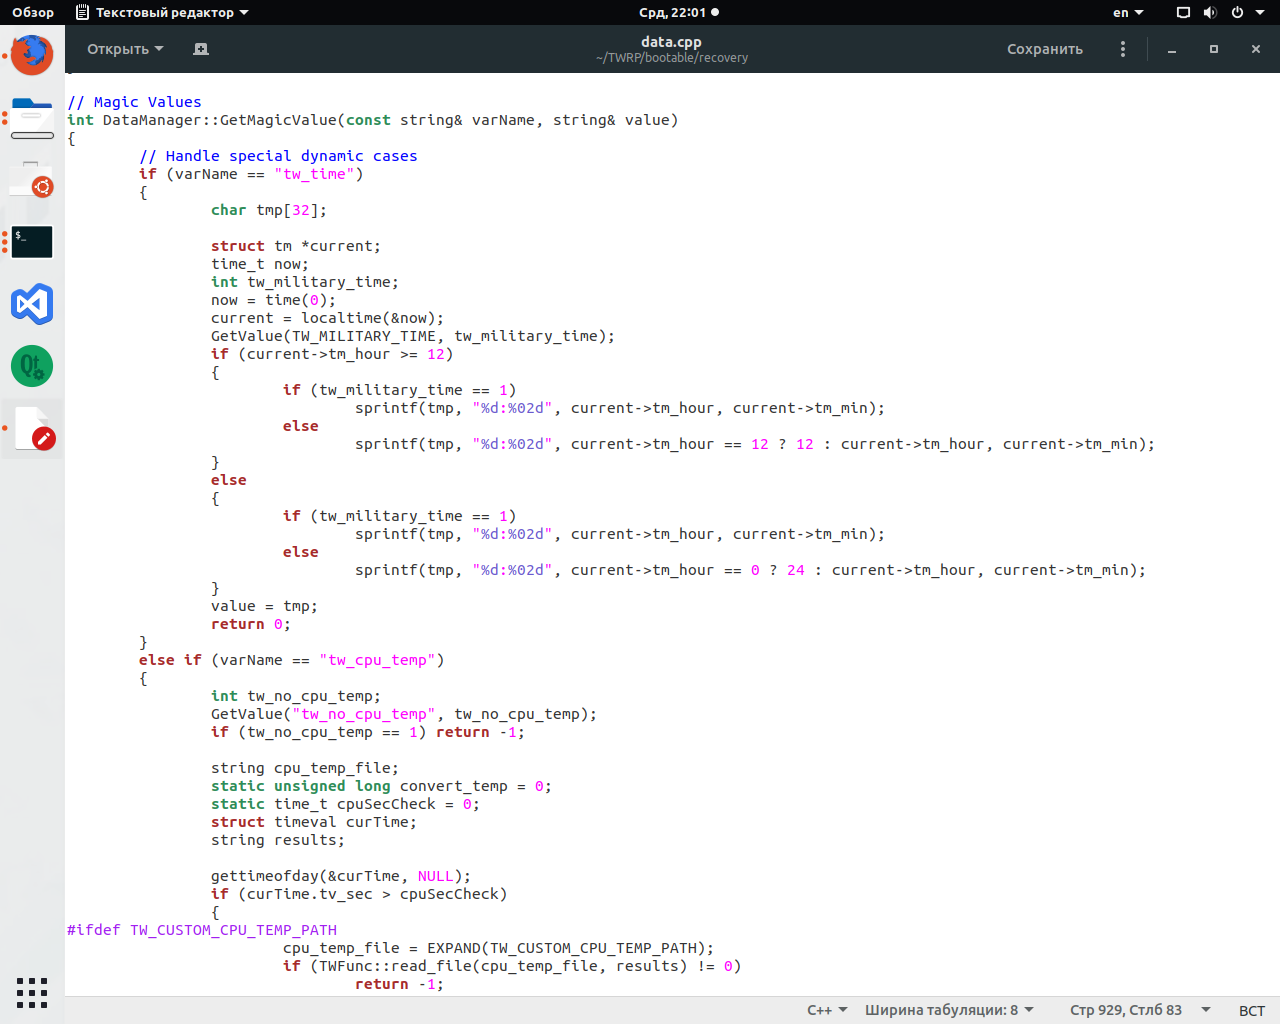 Обзор Текстовый редактор Срд, 22:01 en
Открыть data.cpp Сохранить
~/TWRP/bootable/recovery
// Magic Values
int DataManager::GetMagicValue(const string& varName, string& value)
{
// Handle special dynamic cases
if (varName == "tw_time")
{
char tmp[32];
struct tm *current;
time_t now;
int tw_military_time;
now = time(0);
current = localtime(&now);
GetValue(TW_MILITARY_TIME, tw_military_time);
if (current->tm_hour >= 12)
{
if (tw_military_time == 1)
sprintf(tmp, "%d:%02d", current->tm_hour, current->tm_min);
else
sprintf(tmp, "%d:%02d", current->tm_hour == 12 ? 12 : current->tm_hour, current->tm_min);
}
else
{
if (tw_military_time == 1)
sprintf(tmp, "%d:%02d", current->tm_hour, current->tm_min);
else
sprintf(tmp, "%d:%02d", current->tm_hour == 0 ? 24 : current->tm_hour, current->tm_min);
}
value = tmp;
return 0;
}
else if (varName == "tw_cpu_temp")
{
int tw_no_cpu_temp;
GetValue("tw_no_cpu_temp", tw_no_cpu_temp);
if (tw_no_cpu_temp == 1) return -1;
string cpu_temp_file;
static unsigned long convert_temp = 0;
static time_t cpuSecCheck = 0;
struct timeval curTime;
string results;
gettimeofday(&curTime, NULL);
if (curTime.tv_sec > cpuSecCheck)
{
#ifdef TW_CUSTOM_CPU_TEMP_PATH
cpu_temp_file = EXPAND(TW_CUSTOM_CPU_TEMP_PATH);
if (TWFunc::read_file(cpu_temp_file, results) != 0)
return -1;
C++ Ширина табуляции: 8 Стр 929, Стлб 83 ВСТ